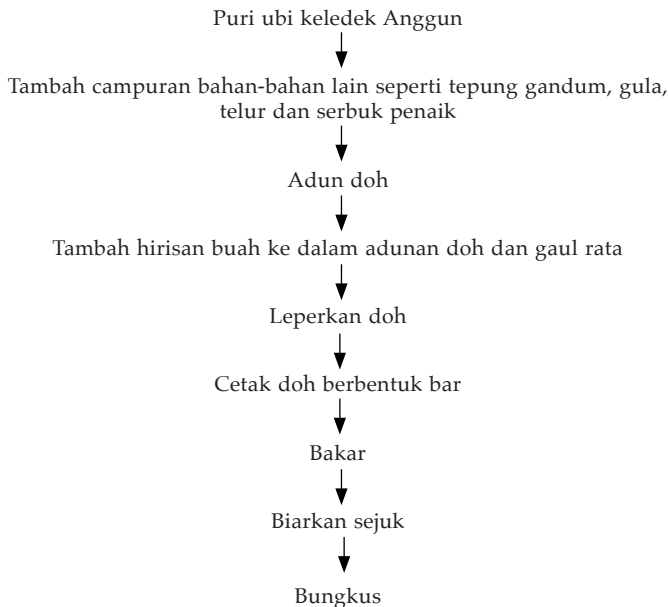 Puri ubi keledek Anggun
Tambah campuran bahan-bahan lain seperti tepung gandum, gula,
telur dan serbuk penaik
Adun doh
Tambah hirisan buah ke dalam adunan doh dan gaul rata
Leperkan doh
Cetak doh berbentuk bar
Bakar
Biarkan sejuk
Bungkus